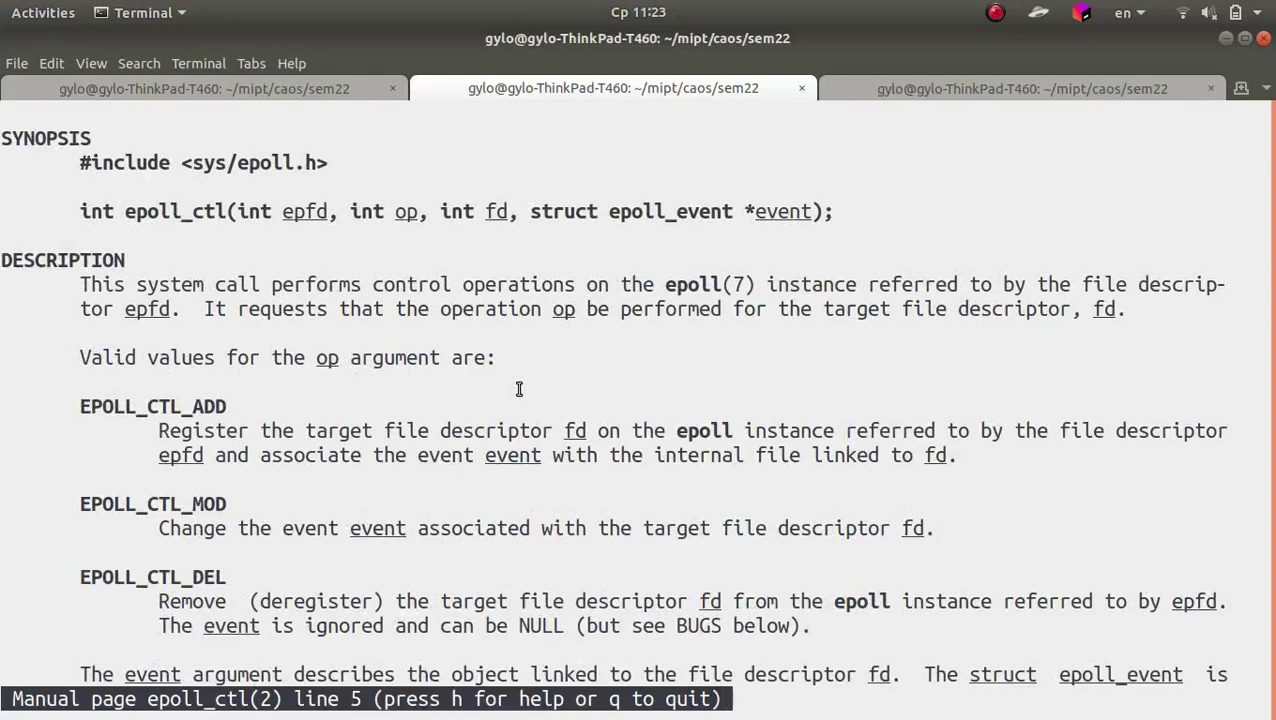 Activities Terminal Ср 11:23 en
gylo@gylo-ThinkPad-T460: ~/mipt/caos/sem22
File Edit View Search Terminal Tabs Help
gylo@gylo-ThinkPad-T460: ~/mipt/caos/sem22 × gylo@gylo-ThinkPad-T460: ~/mipt/caos/sem22 × gylo@gylo-ThinkPad-T460: ~/mipt/caos/sem22 ×
SYNOPSIS
#include <sys/epoll.h>
int epoll_ctl(int epfd, int op, int fd, struct epoll_event *event);
DESCRIPTION
This system call performs control operations on the epoll(7) instance referred to by the file descrip-
tor epfd. It requests that the operation op be performed for the target file descriptor, fd.
Valid values for the op argument are:
EPOLL_CTL_ADD
Register the target file descriptor fd on the epoll instance referred to by the file descriptor
epfd and associate the event event with the internal file linked to fd.
EPOLL_CTL_MOD
Change the event event associated with the target file descriptor fd.
EPOLL_CTL_DEL
Remove (deregister) the target file descriptor fd from the epoll instance referred to by epfd.
The event is ignored and can be NULL (but see BUGS below).
The event argument describes the object linked to the file descriptor fd. The struct epoll_event is
Manual page epoll_ctl(2) line 5 (press h for help or q to quit)